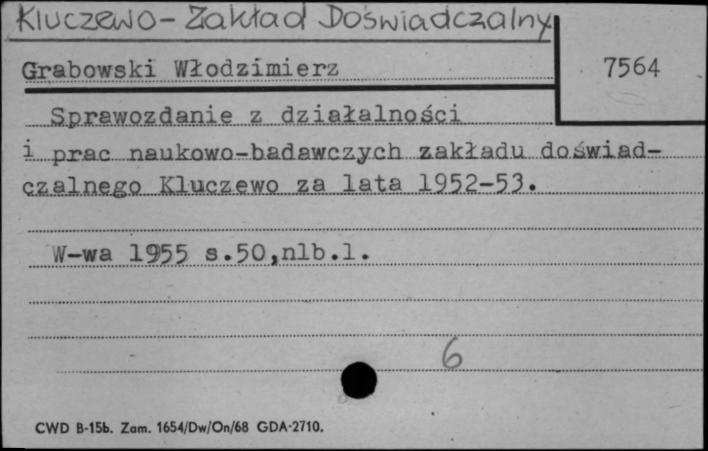 Kluczewo - Zakład Doświadczalny
Grabowski Włodzimierz
7564
Sprawozdanie z działalności
i prac naukowo-badawczych zakładu doświad-
czalnego Kluczewo za lata 1952-53.
W-wa 1955 s.50,nlb.1.
6
CWD B-15b. Zam. 1654/Dw/On/68 GDA-2710.